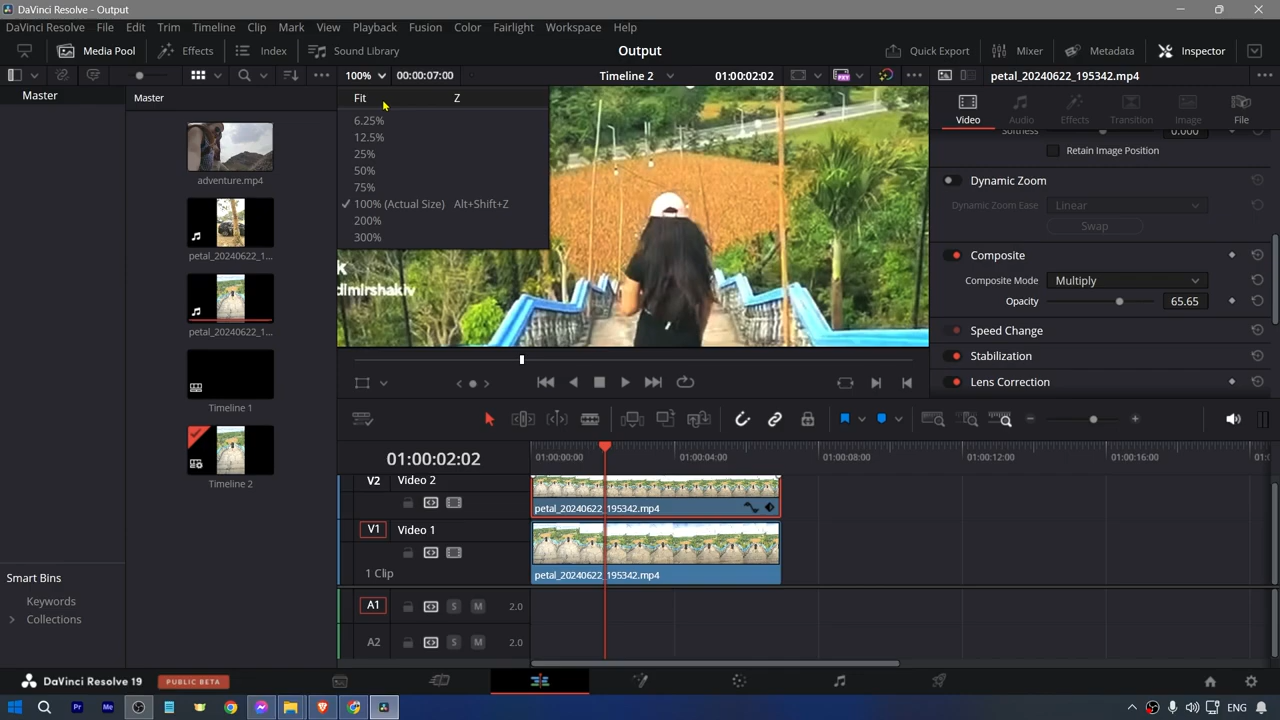 DaVinci Resolve - Output
DaVinci Resolve File Edit Trim Timeline Clip Mark View Playback Fusion Color Fairlight Workspace Help
Media Pool Effects Index Sound Library Output Quick Export Mixer Metadata Inspector
100% 00:00:07:00 Timeline 2 01:00:02:02 petal_20240622_195342.mp4
Master
Master
Fit Z
6.25%
12.5%
25%
50%
75%
100% (Actual Size) Alt+Shift+Z
200%
300%
adventure.mp4
petal_20240622_1...
petal_20240622_1...
Timeline 1
Timeline 2
k
dimirshakiv
Video Audio Effects Transition Image File
Softness 0.000
Retain Image Position
Dynamic Zoom
Dynamic Zoom Ease Linear
Swap
Composite
Composite Mode Multiply
Opacity 65.65
Speed Change
Stabilization
Lens Correction
01:00:02:02
01:00:00:00 01:00:04:00 01:00:08:00 01:00:12:00 01:00:16:00
V2 Video 2
petal_20240622_195342.mp4
V1 Video 1
1 Clip
petal_20240622_195342.mp4
A1 S M 2.0
A2 S M 2.0
Smart Bins
Keywords
Collections
DaVinci Resolve 19 PUBLIC BETA
ENG